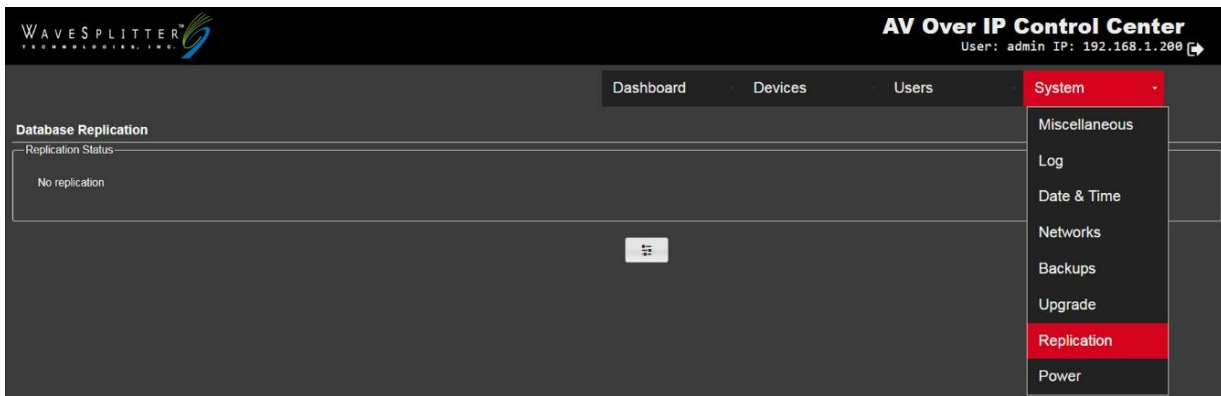 WAVESPLITTER™
TECHNOLOGIES, INC.
AV Over IP Control Center
User: admin IP: 192.168.1.200
Dashboard Devices Users System
Miscellaneous
Database Replication
Replication Status
Log
No replication
Date & Time
Networks
Backups
Upgrade
Replication
Power